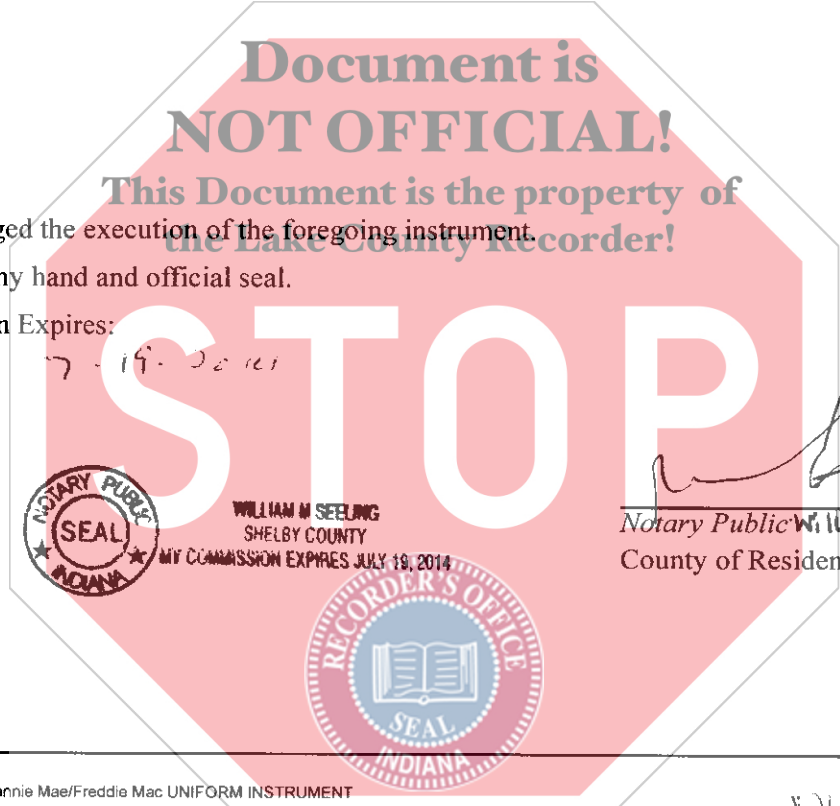 Document is
NOT OFFICIAL!
This Document is the property of
the Lake County Recorder!
ged the execution of the foregoing instrument.
ny hand and official seal.
n Expires:
STOP
NOTARY PUBLIC
SEAL
INDIANA
WILLIAM M SEELING
SHELBY COUNTY
MY COMMISSION EXPIRES JULY 19, 2014
Notary Public Will
County of Residen
RECORDER'S OFFICE
SEAL
INDIANA
nnie Mae/Freddie Mac UNIFORM INSTRUMENT